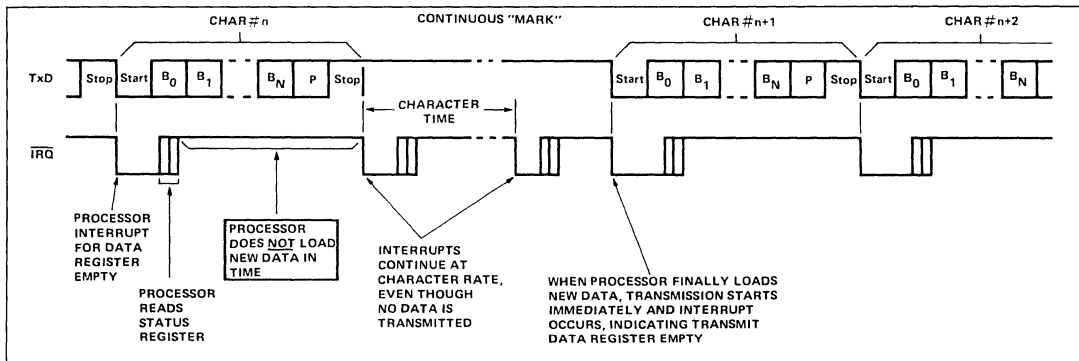 CHAR#n CONTINUOUS "MARK" CHAR#n+1 CHAR#n+2
TxD Stop Start B0 B1 BN P Stop Start B0 B1 BN P Stop Start B0 B1 BN
CHARACTER
TIME
IRQ
PROCESSOR
INTERRUPT
FOR DATA
REGISTER
EMPTY
PROCESSOR
READS
STATUS
REGISTER
PROCESSOR
DOES NOT LOAD
NEW DATA IN
TIME
INTERRUPTS
CONTINUE AT
CHARACTER RATE,
EVEN THOUGH
NO DATA IS
TRANSMITTED
WHEN PROCESSOR FINALLY LOADS
NEW DATA, TRANSMISSION STARTS
IMMEDIATELY AND INTERRUPT
OCCURS, INDICATING TRANSMIT
DATA REGISTER EMPTY